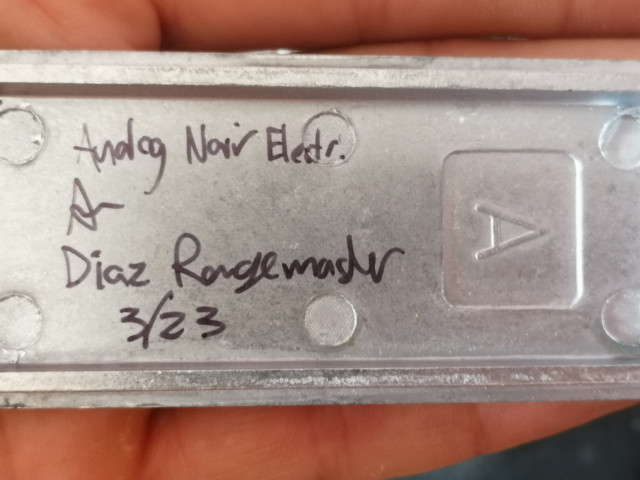 Analog Noir Electr.
A
Diaz Rangemaster
3/23
A